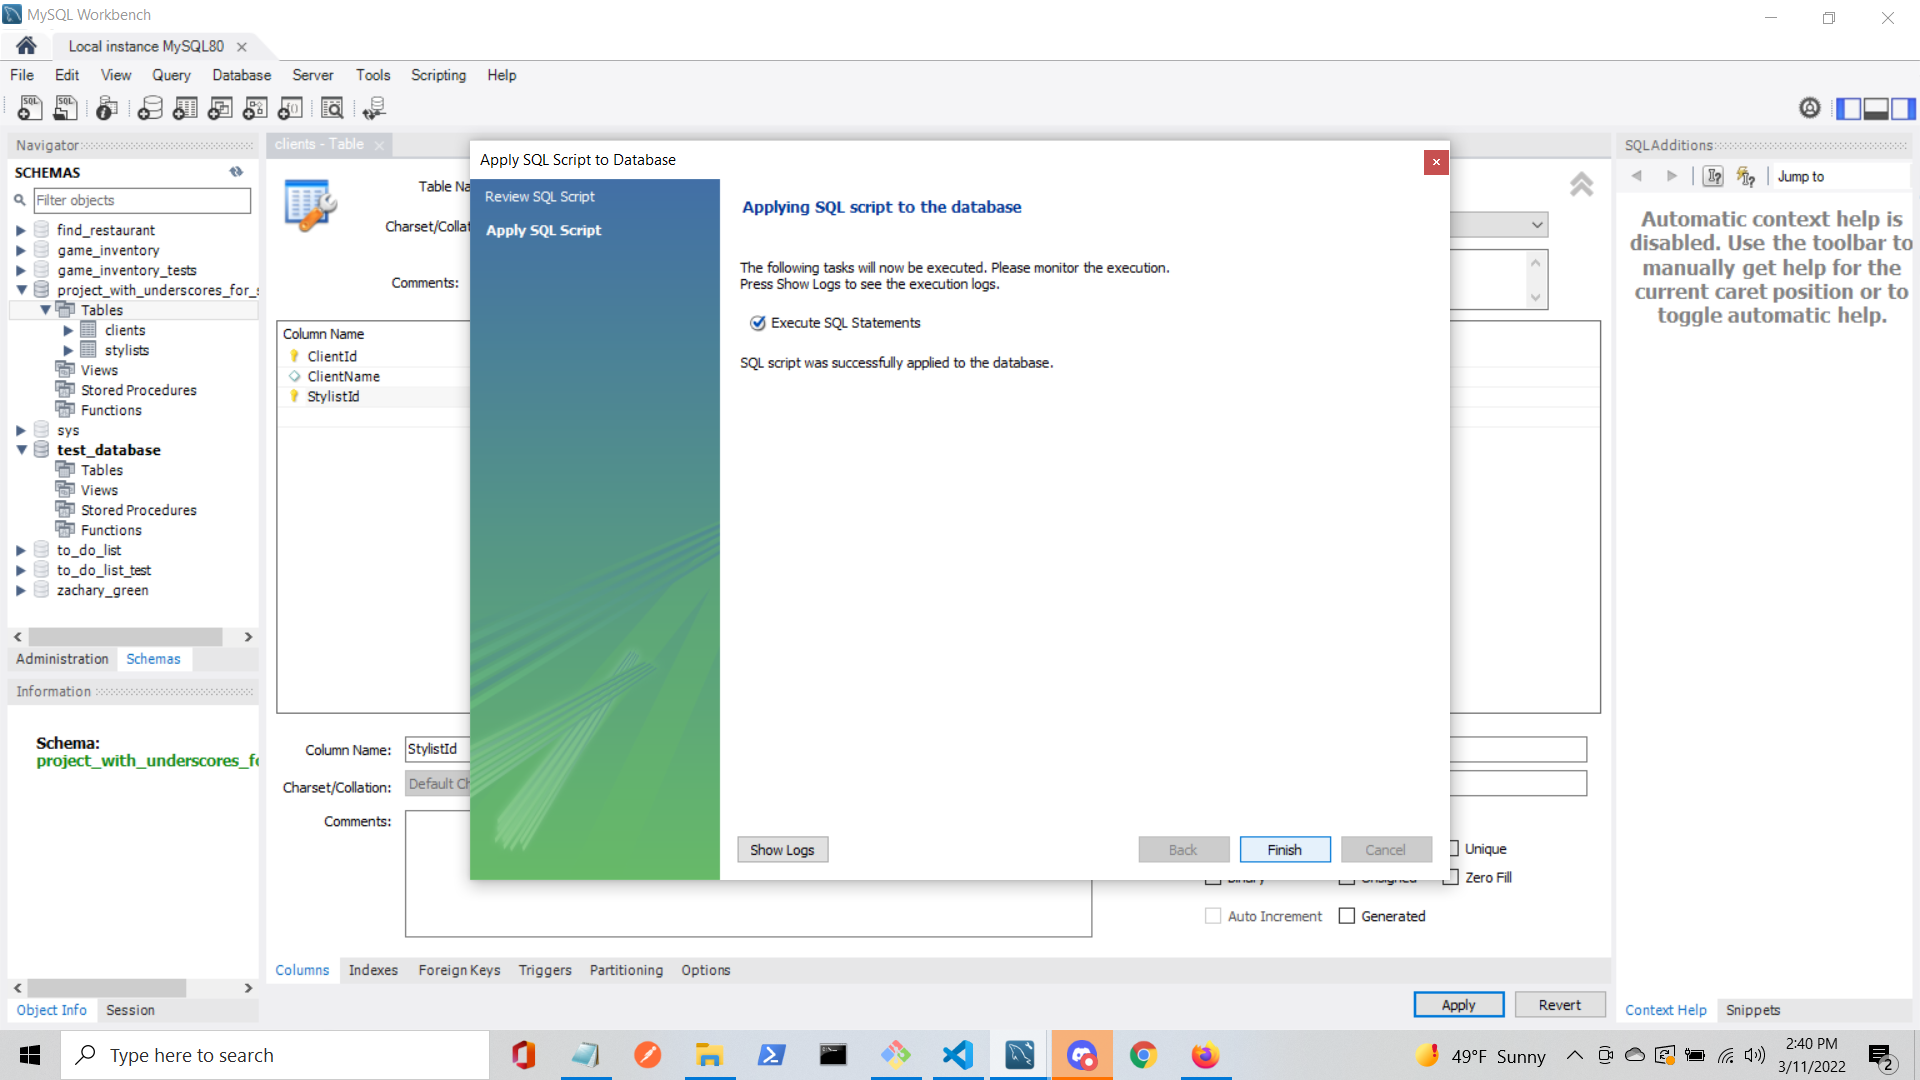 MySQL Workbench
Local instance MySQL80
File Edit View Query Database Server Tools Scripting Help
Navigator
SCHEMAS
Filter objects
find_restaurant
game_inventory
game_inventory_tests
project_with_underscores_for_s
Tables
clients
stylists
Views
Stored Procedures
Functions
sys
test_database
Tables
Views
Stored Procedures
Functions
to_do_list
to_do_list_test
zachary_green
Administration Schemas
Information
Schema:
project_with_underscores_fo
Object Info Session
clients - Table
Table Na
Charset/Collat
Comments:
Column Name
ClientId
ClientName
StylistId
Column Name: StylistId
Charset/Collation: Default Ch
Comments:
Apply SQL Script to Database
Review SQL Script
Apply SQL Script
Applying SQL script to the database
The following tasks will now be executed. Please monitor the execution.
Press Show Logs to see the execution logs.
Execute SQL Statements
SQL script was successfully applied to the database.
Show Logs Back Finish Cancel
Unique
Binary Unsigned Zero Fill
Auto Increment Generated
Columns Indexes Foreign Keys Triggers Partitioning Options
Apply Revert
SQLAdditions
Jump to
Automatic context help is
disabled. Use the toolbar to
manually get help for the
current caret position or to
toggle automatic help.
Context Help Snippets
Type here to search
49°F Sunny
2:40 PM
3/11/2022
2